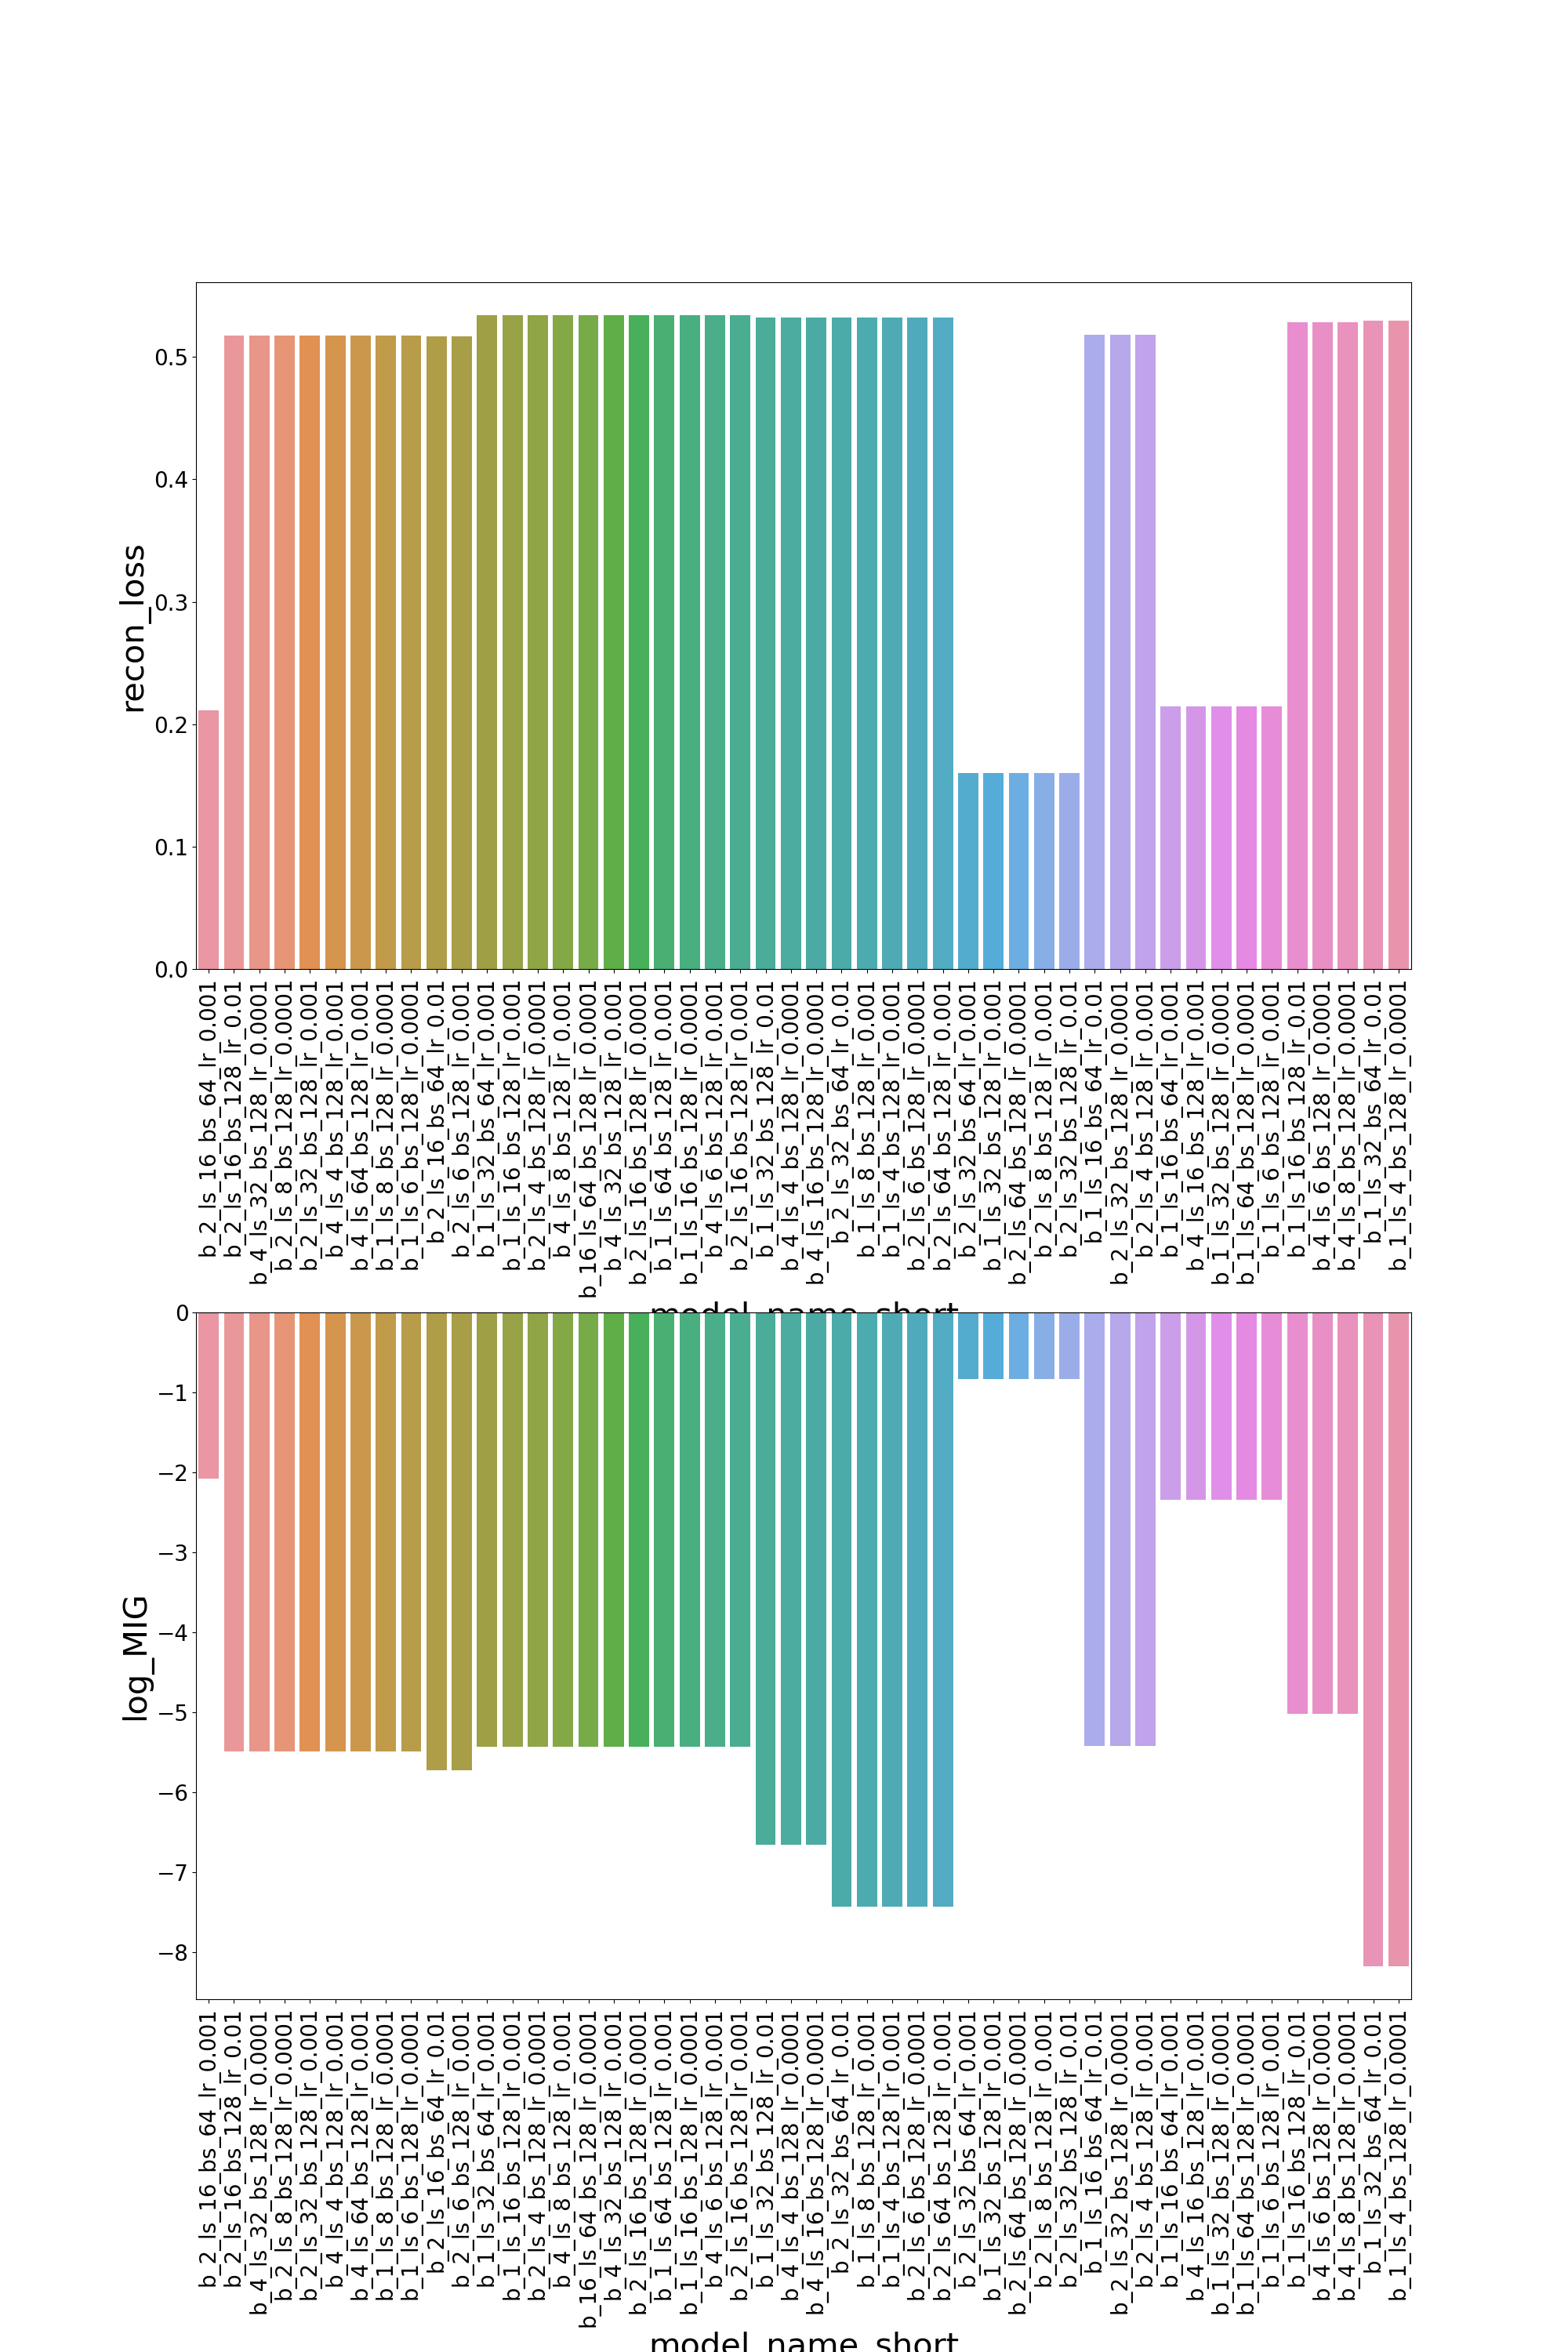 recon_loss
0.5
0.4
0.3
0.2
0.1
0.0
b_2_ls_16_bs_64_lr_0.001
b_2_ls_16_bs_128_lr_0.01
b_4_ls_32_bs_128_lr_0.0001
b_2_ls_8_bs_128_lr_0.0001
b_2_ls_32_bs_128_lr_0.001
b_4_ls_4_bs_128_lr_0.001
b_4_ls_64_bs_128_lr_0.0001
b_1_ls_8_bs_128_lr_0.0001
b_1_ls_6_bs_128_lr_0.0001
b_2_ls_16_bs_64_lr_0.01
b_2_ls_6_bs_128_lr_0.001
b_1_ls_32_bs_64_lr_0.001
b_1_ls_16_bs_128_lr_0.001
b_2_ls_4_bs_128_lr_0.0001
b_4_ls_8_bs_128_lr_0.001
b_16_ls_64_bs_128_lr_0.0001
b_4_ls_32_bs_128_lr_0.001
b_2_ls_16_bs_128_lr_0.0001
b_1_ls_64_bs_128_lr_0.001
b_1_ls_16_bs_128_lr_0.0001
b_4_ls_6_bs_128_lr_0.001
b_2_ls_16_bs_128_lr_0.001
b_1_ls_32_bs_128_lr_0.01
b_4_ls_4_bs_128_lr_0.0001
b_4_ls_16_bs_128_lr_0.0001
b_2_ls_32_bs_64_lr_0.01
b_1_ls_8_bs_128_lr_0.001
b_1_ls_4_bs_128_lr_0.001
b_2_ls_6_bs_128_lr_0.0001
b_2_ls_64_bs_128_lr_0.001
b_2_ls_32_bs_64_lr_0.001
b_1_ls_32_bs_128_lr_0.001
b_2_ls_64_bs_128_lr_0.0001
b_2_ls_8_bs_128_lr_0.001
b_2_ls_32_bs_128_lr_0.01
b_1_ls_16_bs_64_lr_0.01
b_2_ls_32_bs_128_lr_0.0001
b_2_ls_4_bs_128_lr_0.001
b_1_ls_16_bs_64_lr_0.001
b_4_ls_16_bs_128_lr_0.001
b_1_ls_32_bs_128_lr_0.0001
b_1_ls_64_bs_128_lr_0.0001
b_1_ls_6_bs_128_lr_0.001
b_1_ls_16_bs_128_lr_0.01
b_4_ls_6_bs_128_lr_0.0001
b_4_ls_8_bs_128_lr_0.0001
b_1_ls_32_bs_64_lr_0.01
b_1_ls_4_bs_128_lr_0.0001
model_name_short
log_MIG
0
−1
−2
−3
−4
−5
−6
−7
−8
b_2_ls_16_bs_64_lr_0.001
b_2_ls_16_bs_128_lr_0.01
b_4_ls_32_bs_128_lr_0.0001
b_2_ls_8_bs_128_lr_0.0001
b_2_ls_32_bs_128_lr_0.001
b_4_ls_4_bs_128_lr_0.001
b_4_ls_64_bs_128_lr_0.0001
b_1_ls_8_bs_128_lr_0.0001
b_1_ls_6_bs_128_lr_0.0001
b_2_ls_16_bs_64_lr_0.01
b_2_ls_6_bs_128_lr_0.001
b_1_ls_32_bs_64_lr_0.001
b_1_ls_16_bs_128_lr_0.001
b_2_ls_4_bs_128_lr_0.0001
b_4_ls_8_bs_128_lr_0.001
b_16_ls_64_bs_128_lr_0.0001
b_4_ls_32_bs_128_lr_0.001
b_2_ls_16_bs_128_lr_0.0001
b_1_ls_64_bs_128_lr_0.001
b_1_ls_16_bs_128_lr_0.0001
b_4_ls_6_bs_128_lr_0.001
b_2_ls_16_bs_128_lr_0.001
b_1_ls_32_bs_128_lr_0.01
b_4_ls_4_bs_128_lr_0.0001
b_4_ls_16_bs_128_lr_0.0001
b_2_ls_32_bs_64_lr_0.01
b_1_ls_8_bs_128_lr_0.001
b_1_ls_4_bs_128_lr_0.001
b_2_ls_6_bs_128_lr_0.0001
b_2_ls_64_bs_128_lr_0.001
b_2_ls_32_bs_64_lr_0.001
b_1_ls_32_bs_128_lr_0.001
b_2_ls_64_bs_128_lr_0.0001
b_2_ls_8_bs_128_lr_0.001
b_2_ls_32_bs_128_lr_0.01
b_1_ls_16_bs_64_lr_0.01
b_2_ls_32_bs_128_lr_0.0001
b_2_ls_4_bs_128_lr_0.001
b_1_ls_16_bs_64_lr_0.001
b_4_ls_16_bs_128_lr_0.001
b_1_ls_32_bs_128_lr_0.0001
b_1_ls_64_bs_128_lr_0.0001
b_1_ls_6_bs_128_lr_0.001
b_1_ls_16_bs_128_lr_0.01
b_4_ls_6_bs_128_lr_0.0001
b_4_ls_8_bs_128_lr_0.0001
b_1_ls_32_bs_64_lr_0.01
b_1_ls_4_bs_128_lr_0.0001
model_name_short